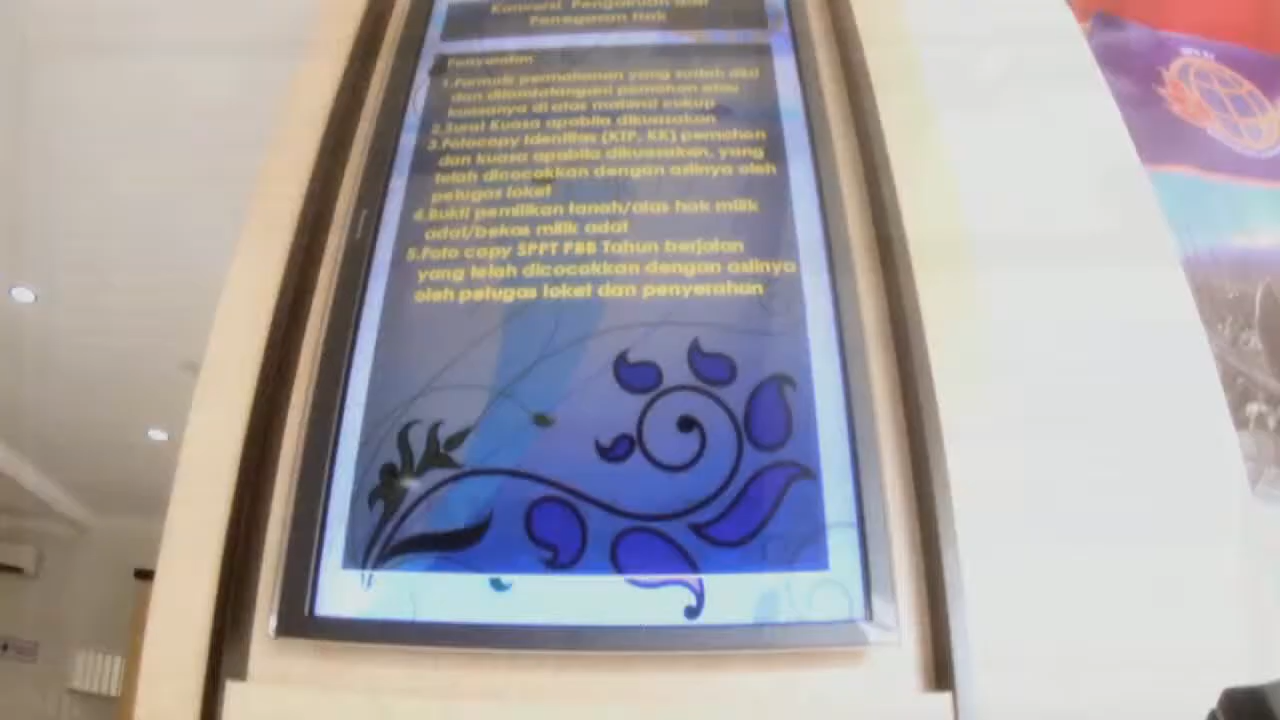 Konversi, Pengakuan dan
Penegasan Hak
Persyaratan
1.Formulir permohonan yang sudah diisi
dan ditandatangani pemohon atau
kuasanya di atas materai cukup
2.Surat Kuasa apabila dikuasakan
3.Fotocopy Identitas (KTP, KK) pemohon
dan kuasa apabila dikuasakan, yang
telah dicocokkan dengan aslinya oleh
petugas loket
4.Bukti pemilikan tanah/alas hak milik
adat/bekas milik adat
5.Foto copy SPPT PBB Tahun berjalan
yang telah dicocokkan dengan aslinya
oleh petugas loket dan penyerahan